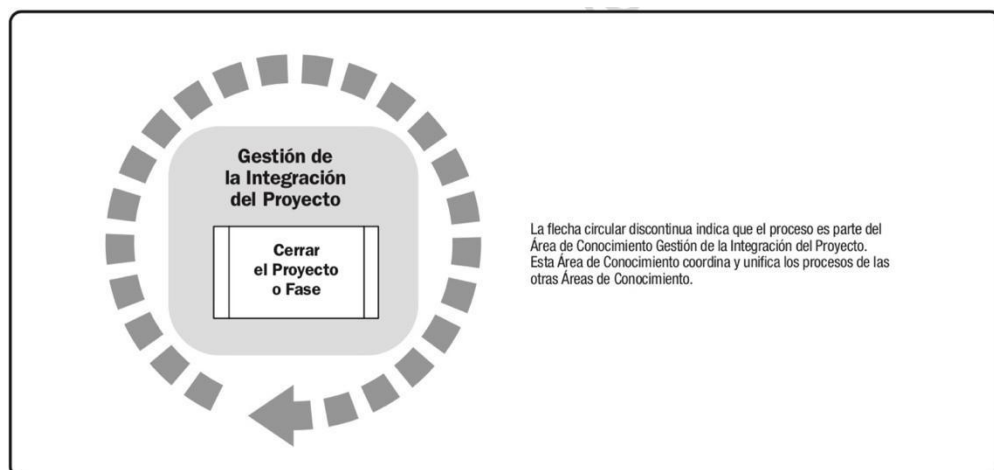 Gestión de
la Integración
del Proyecto
Cerrar
el Proyecto
o Fase
La flecha circular discontinua indica que el proceso es parte del
Área de Conocimiento Gestión de la Integración del Proyecto.
Esta Área de Conocimiento coordina y unifica los procesos de las
otras Áreas de Conocimiento.